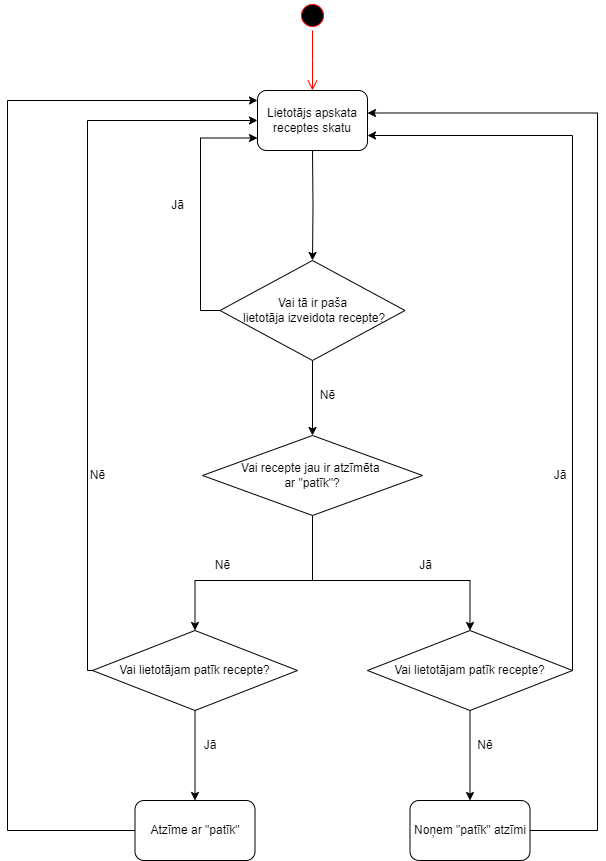 Lietotājs apskata
receptes skatu
Jā
Vai tā ir paša
lietotāja izveidota recepte?
Nē
Vai recepte jau ir atzīmēta
ar "patīk"?
Nē
Jā
Nē
Jā
Vai lietotājam patīk recepte?
Vai lietotājam patīk recepte?
Jā
Nē
Atzīme ar "patīk"
Noņem "patīk" atzīmi